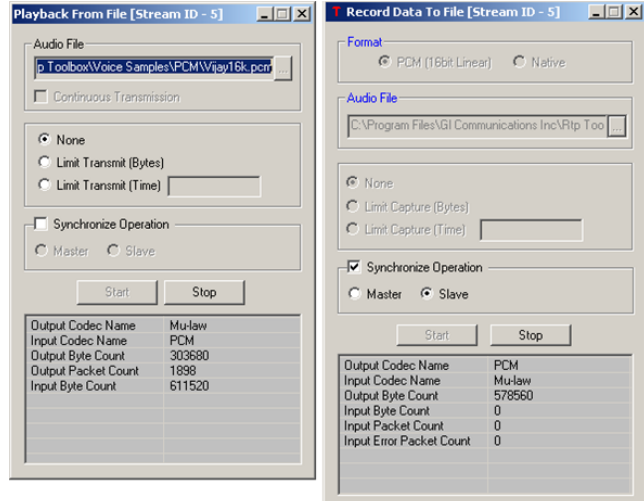 Playback From File [Stream ID - 5]
Audio File
p Toolbox\Voice Samples\PCM\Vijay16k.pcm
...
Continuous Transmission
None
Limit Transmit (Bytes)
Limit Transmit (Time)
Synchronize Operation
Master Slave
Start Stop
Output Codec Name Mu-law
Input Codec Name PCM
Output Byte Count 303680
Output Packet Count 1898
Input Byte Count 611520
T Record Data To File [Stream ID - 5]
Format
PCM (16bit Linear) Native
Audio File
C:\Program Files\Gl Communications Inc\Rtp Too
...
None
Limit Capture (Bytes)
Limit Capture (Time)
Synchronize Operation
Master Slave
Start Stop
Output Codec Name PCM
Input Codec Name Mu-law
Output Byte Count 578560
Input Byte Count 0
Input Packet Count 0
Input Error Packet Count 0